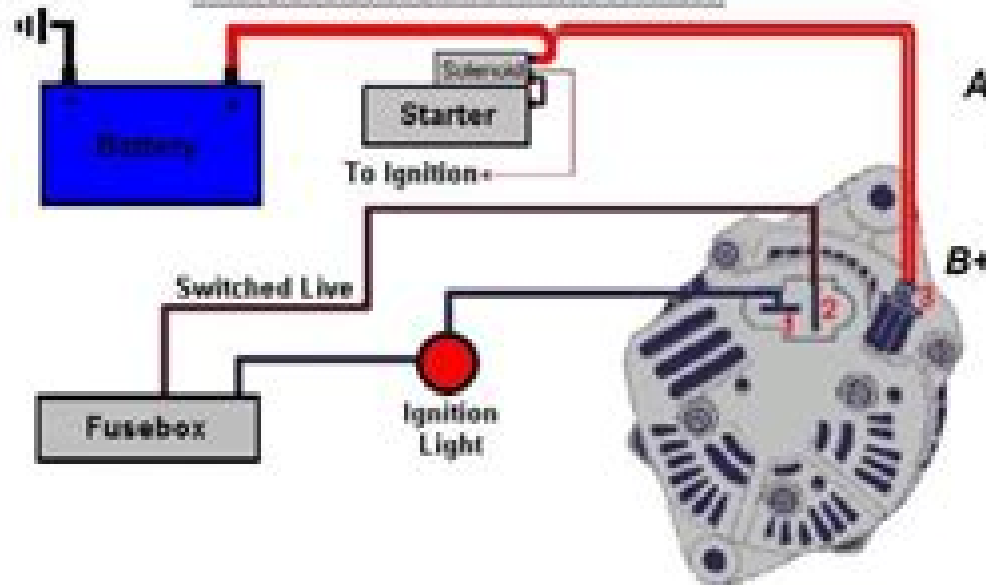 Solenoid
A
Battery
Starter
To Ignition
B+
Switched Live
3
2
1
Fusebox
Ignition
Light